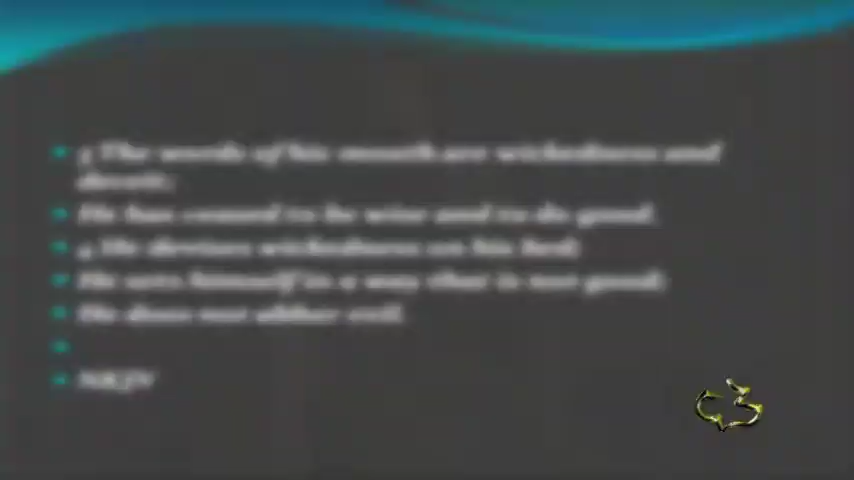 3 The words of his mouth are wickedness and
deceit;
He has ceased to be wise and to do good.
4 He devises wickedness on his bed;
He sets himself in a way that is not good;
He does not abhor evil.
NKJV